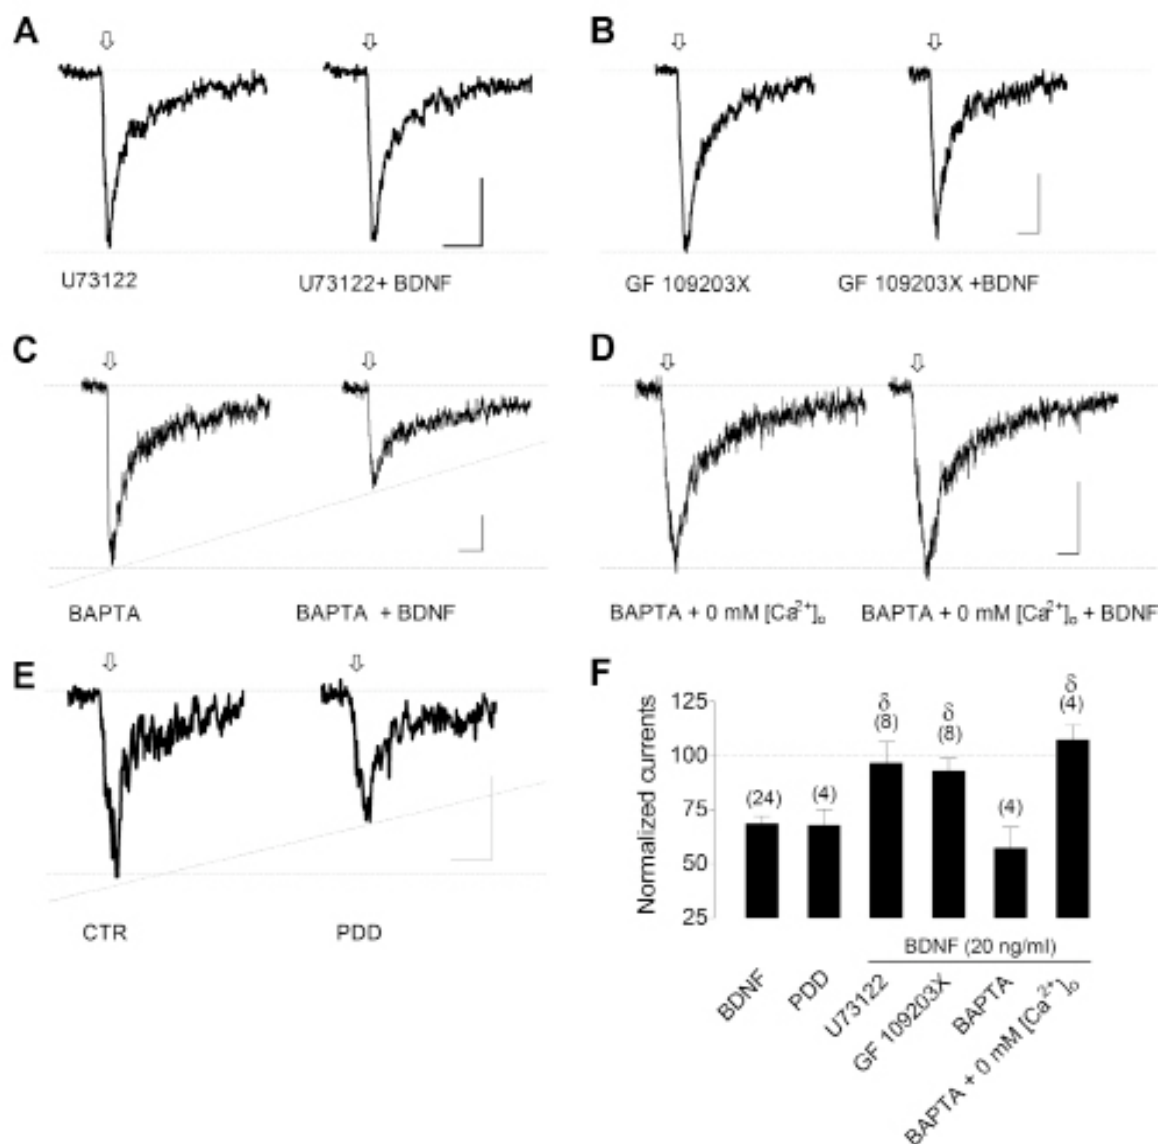 A
B
U73122
U73122+ BDNF
GF 109203X
GF 109203X +BDNF
C
D
BAPTA
BAPTA + BDNF
BAPTA + 0 mM [Ca²⁺]ₒ
BAPTA + 0 mM [Ca²⁺]ₒ + BDNF
E
CTR
PDD
F
Normalized currents
125
100
75
50
25
(24)
(4)
δ
(8)
δ
(8)
(4)
δ
(4)
BDNF (20 ng/ml)
BDNF
PDD
U73122
GF 109203X
BAPTA
BAPTA + 0 mM [Ca²⁺]ₒ